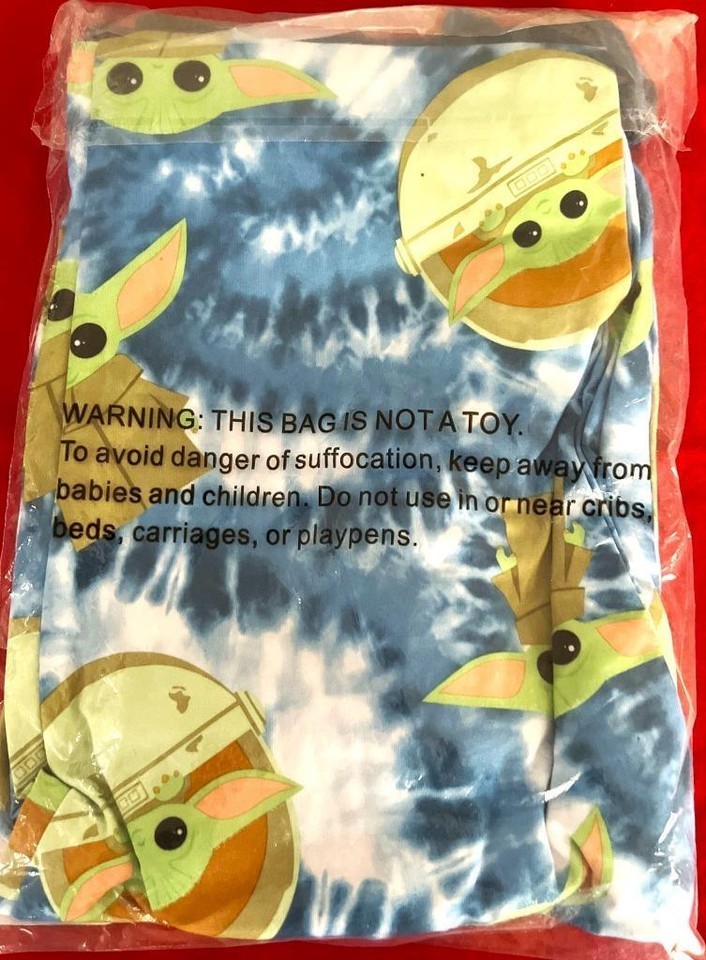 WARNING: THIS BAG IS NOT A TOY.
To avoid danger of suffocation, keep away from
babies and children. Do not use in or near cribs,
beds, carriages, or playpens.